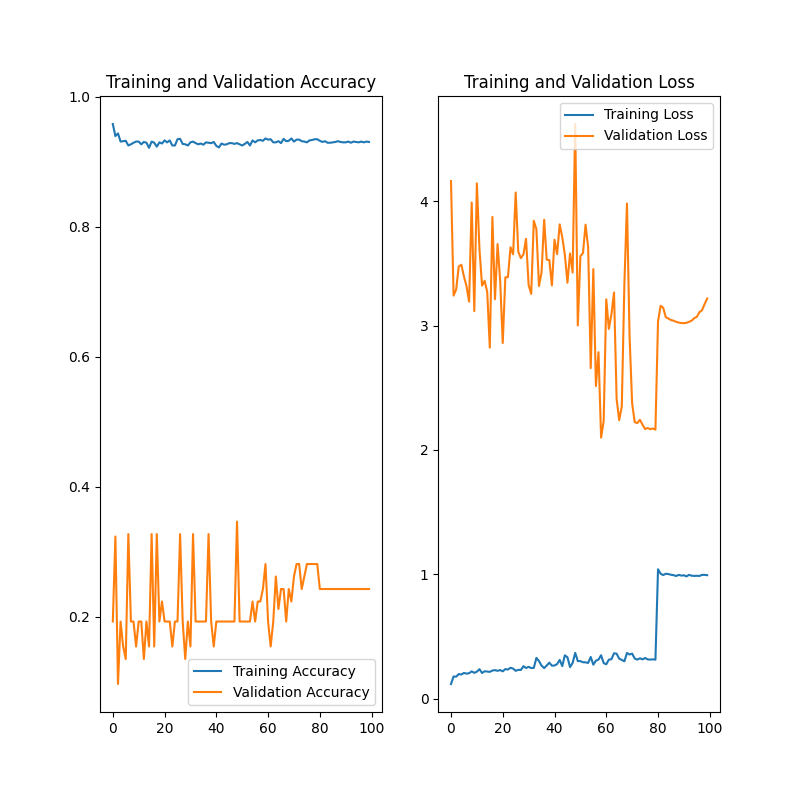 Training and Validation Accuracy
1.0
0.8
0.6
0.4
0.2
0 20 40 60 80 100
Training Accuracy
Validation Accuracy
Training and Validation Loss
Training Loss
Validation Loss
4
3
2
1
0
0 20 40 60 80 100